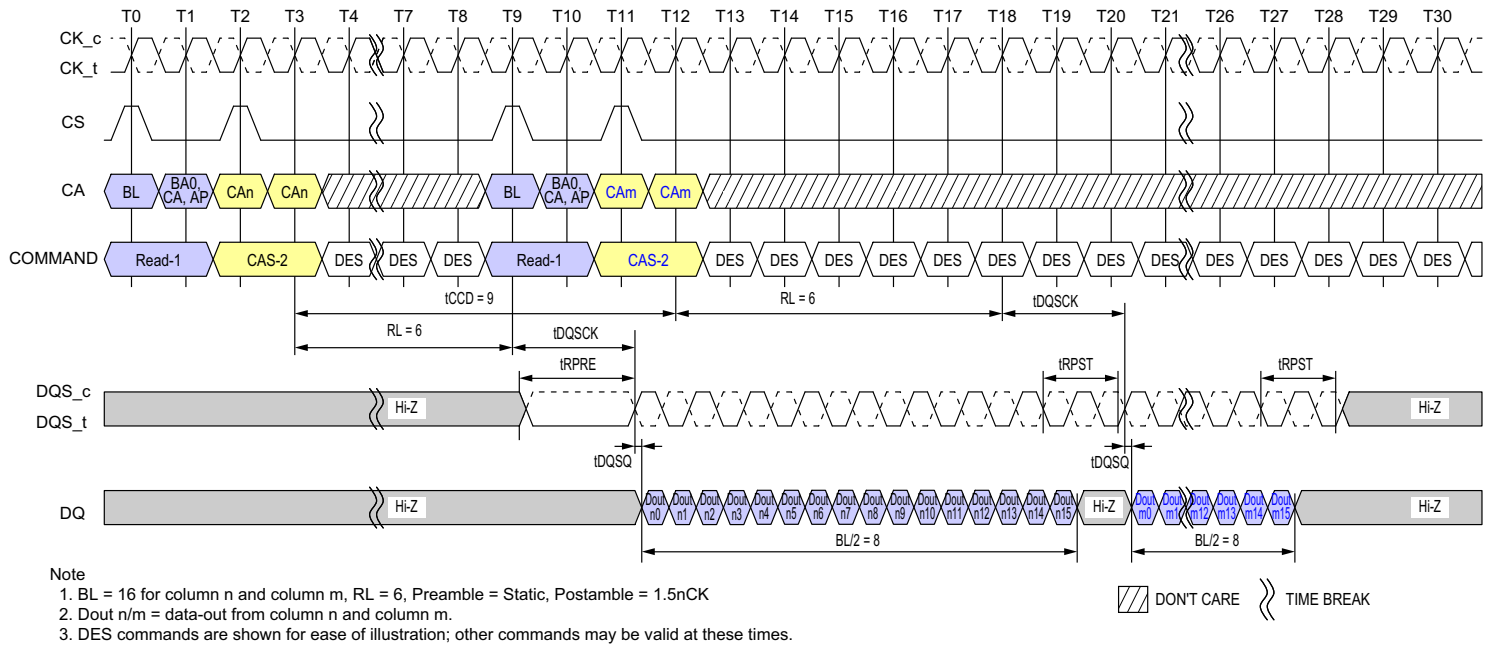 T0 T1 T2 T3 T4 T7 T8 T9 T10 T11 T12 T13 T14 T15 T16 T17 T18 T19 T20 T21 T26 T27 T28 T29 T30
CK_c
CK_t
CS
CA BL BA0, CA, AP CAn CAn BL BA0, CA, AP CAm CAm
COMMAND Read-1 CAS-2 DES DES DES Read-1 CAS-2 DES DES DES DES DES DES DES DES DES DES DES DES DES DES
tCCD = 9 RL = 6 tDQSCK
RL = 6 tDQSCK
tRPRE tRPST tRPST
DQS_c
DQS_t
Hi-Z Hi-Z
tDQSQ tDQSQ
DQ Hi-Z Dout n0 Dout n1 Dout n2 Dout n3 Dout n4 Dout n5 Dout n6 Dout n7 Dout n8 Dout n9 Dout n10 Dout n11 Dout n12 Dout n13 Dout n14 Dout n15 Hi-Z Dout m0 Dout m1 Dout m12 Dout m13 Dout m14 Dout m15 Hi-Z
BL/2 = 8 BL/2 = 8
Note
1. BL = 16 for column n and column m, RL = 6, Preamble = Static, Postamble = 1.5nCK
2. Dout n/m = data-out from column n and column m.
3. DES commands are shown for ease of illustration; other commands may be valid at these times.
DON'T CARE TIME BREAK